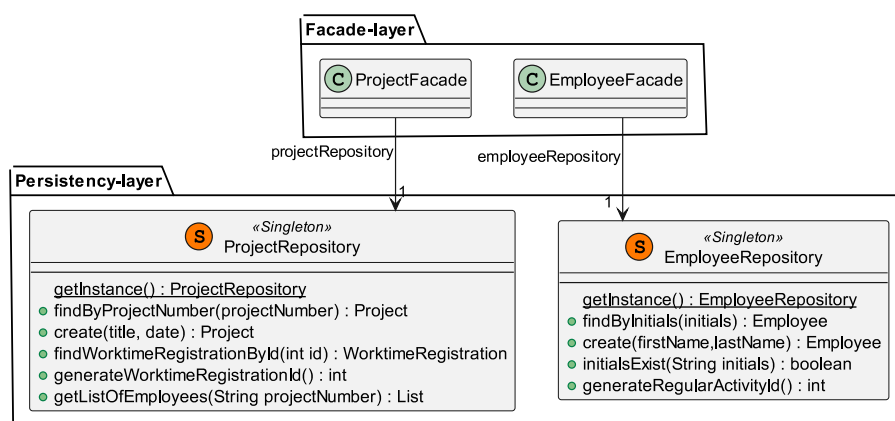 Facade-layer
C ProjectFacade
C EmployeeFacade
projectRepository
employeeRepository
1
1
Persistency-layer
S
«Singleton»
ProjectRepository
getInstance() : ProjectRepository
findByProjectNumber(projectNumber) : Project
create(title, date) : Project
findWorktimeRegistrationById(int id) : WorktimeRegistration
generateWorktimeRegistrationId() : int
getListOfEmployees(String projectNumber) : List
S
«Singleton»
EmployeeRepository
getInstance() : EmployeeRepository
findByInitials(initials) : Employee
create(firstName,lastName) : Employee
initialsExist(String initials) : boolean
generateRegularActivityId() : int